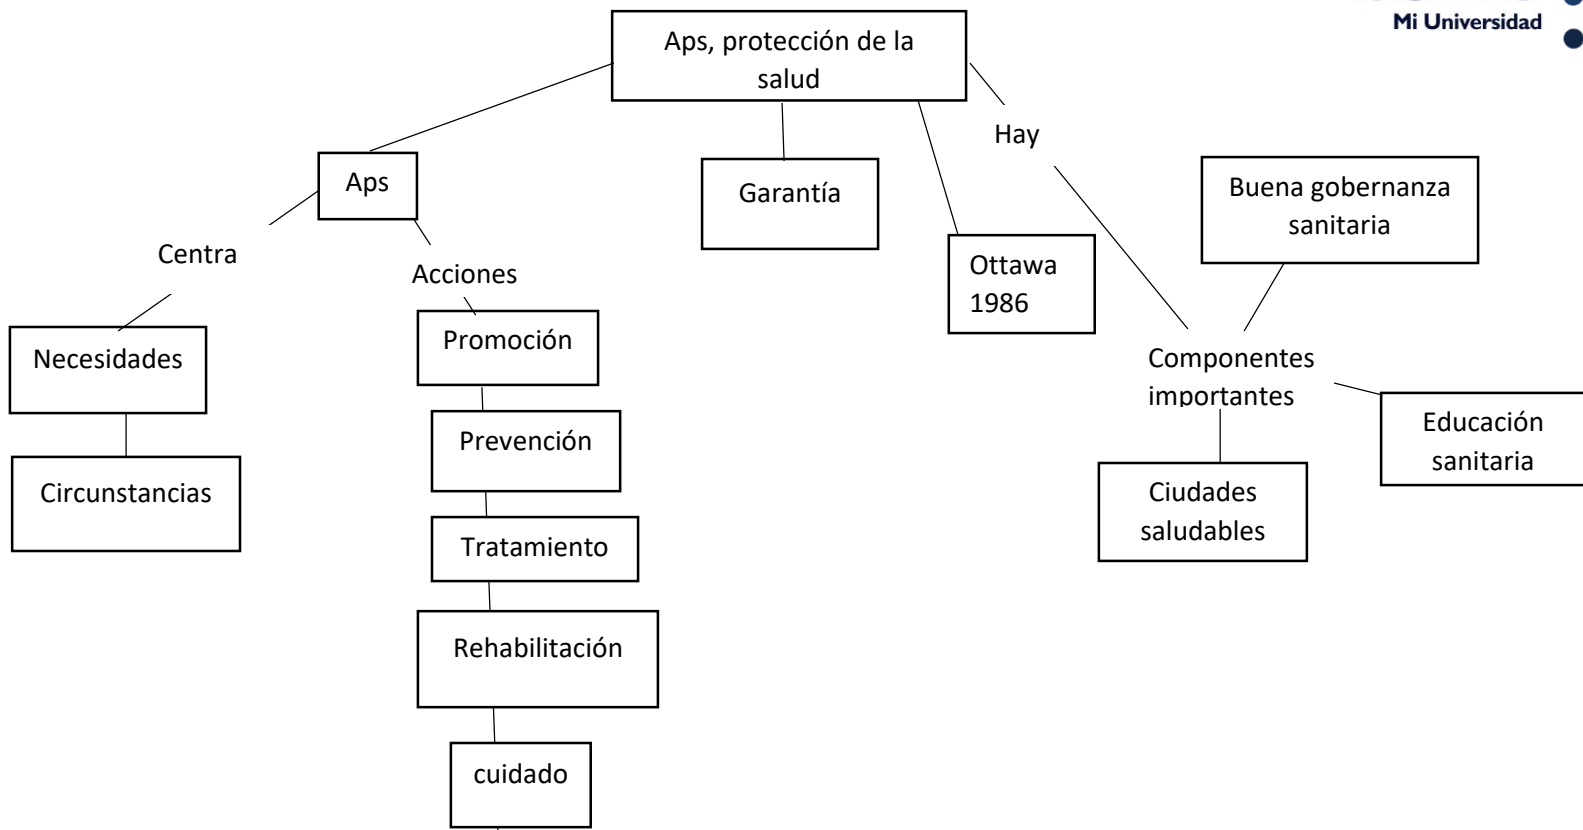 Mi Universidad
Aps, protección de la
salud
Hay
Aps
Garantía
Buena gobernanza
sanitaria
Centra
Acciones
Ottawa
1986
Necesidades
Promoción
Componentes
importantes
Prevención
Educación
sanitaria
Circunstancias
Ciudades
saludables
Tratamiento
Rehabilitación
cuidado